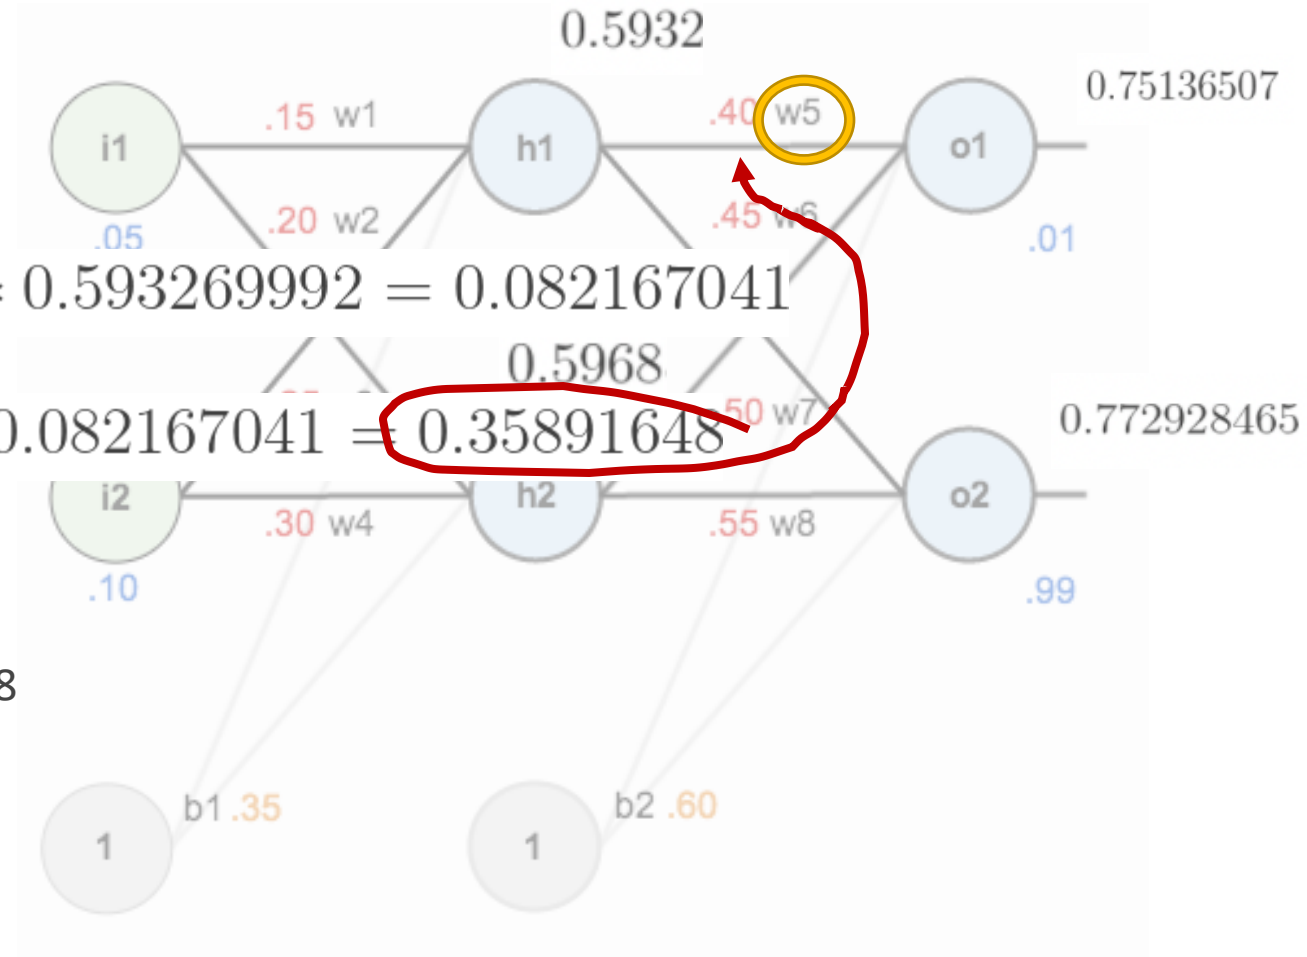 0.5932
0.75136507
.15 w1
.40 w5
i1
h1
o1
.20 w2
.45 w6
.05
.01
0.593269992 = 0.082167041
0.5968
.50 w7
0.772928465
0.082167041 = 0.35891648
i2
h2
o2
.30 w4
.55 w8
.10
.99
8
b1 .35
b2 .60
1
1